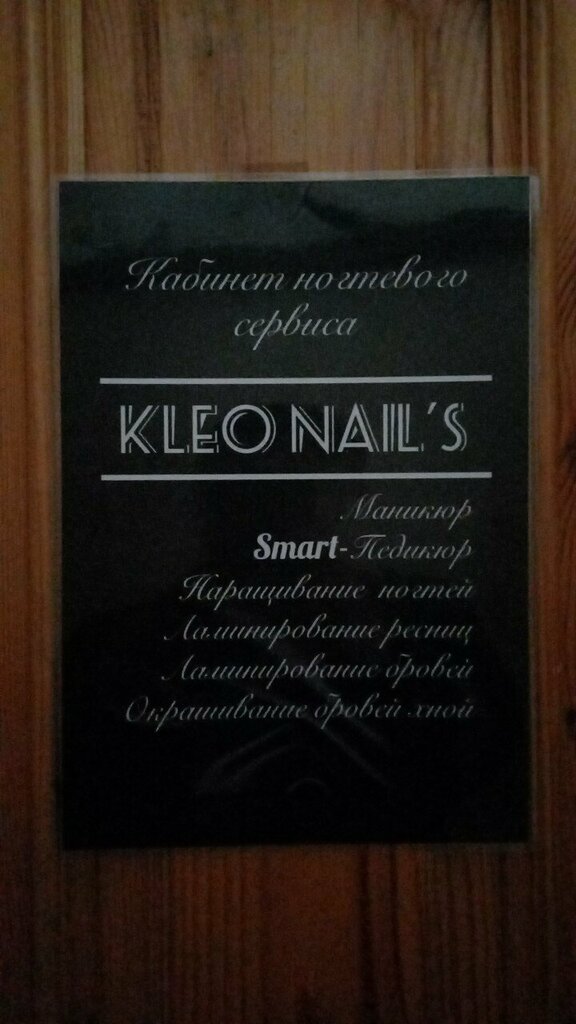 Кабинет ногтевого
сервиса
KLEO NAIL'S
Маникюр
Smart-Педикюр
Наращивание ногтей
Ламинирование ресниц
Ламинирование бровей
Окрашивание бровей хной